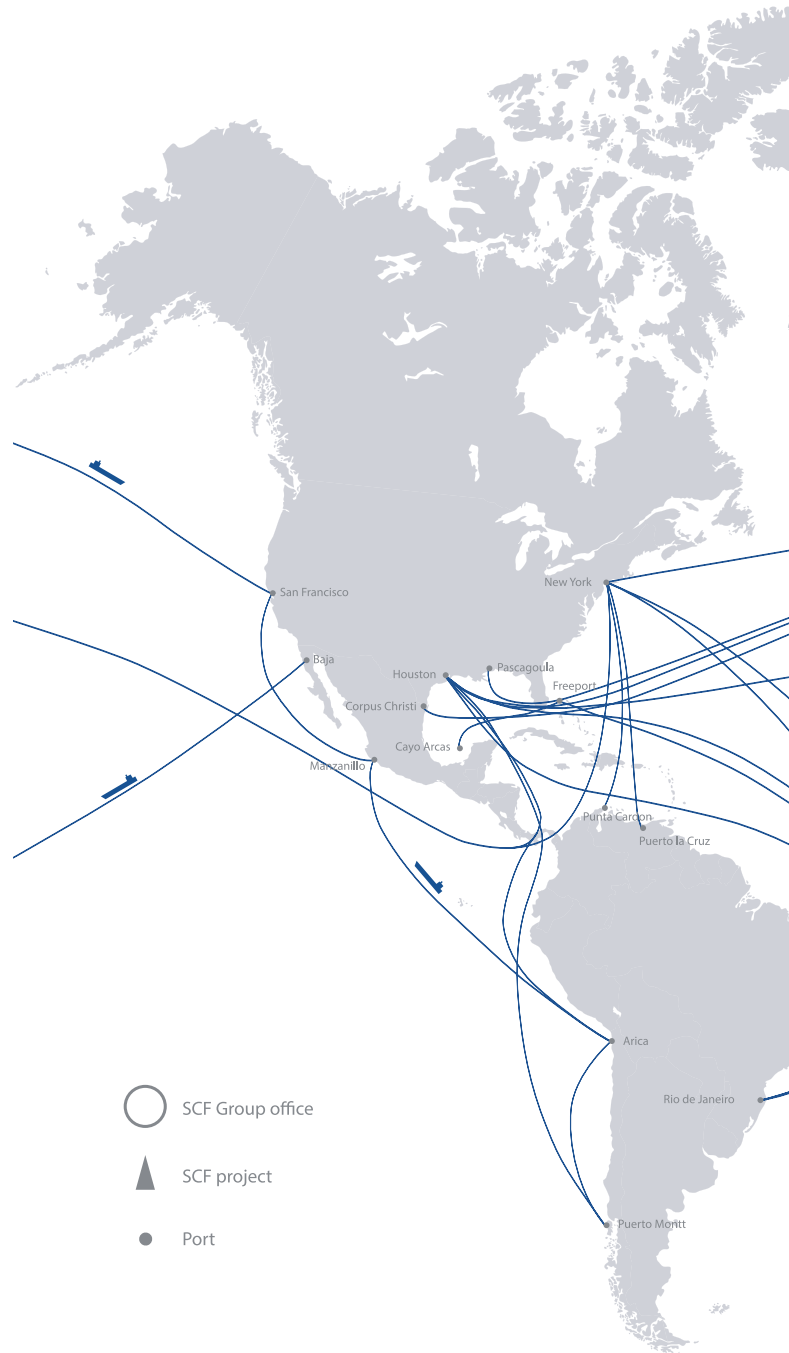 New York
San Francisco
Baja
Pascagoula
Houston
Freeport
Corpus Christi
Cayo Arcas
Manzanillo
Punta Cardon
Puerto la Cruz
Arica
Rio de Janeiro
SCF Group office
SCF project
Puerto Montt
Port